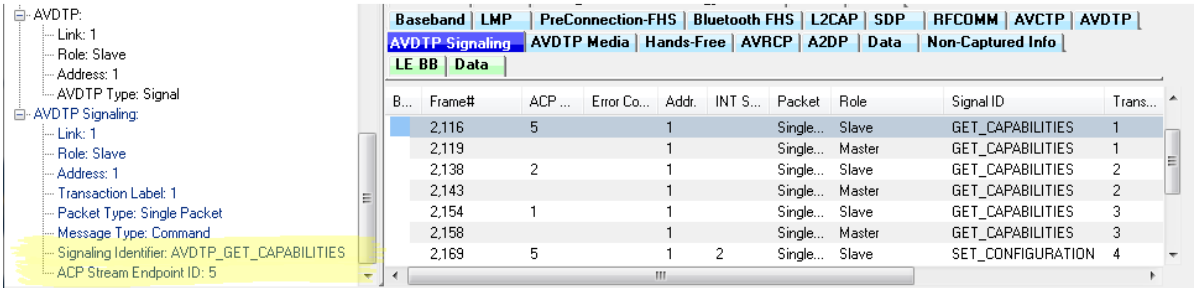 AVDTP:
Link: 1
Role: Slave
Address: 1
AVDTP Type: Signal
AVDTP Signaling:
Link: 1
Role: Slave
Address: 1
Transaction Label: 1
Packet Type: Single Packet
Message Type: Command
Signaling Identifier: AVDTP_GET_CAPABILITIES
ACP Stream Endpoint ID: 5
Baseband LMP PreConnection-FHS Bluetooth FHS L2CAP SDP RFCOMM AVCTP AVDTP
AVDTP Signaling AVDTP Media Hands-Free AVRCP A2DP Data Non-Captured Info
LE BB Data
B... Frame# ACP ... Error Co... Addr. INT S... Packet Role Signal ID Trans...
2,116 5 1 Single... Slave GET_CAPABILITIES 1
2,119 1 Single... Master GET_CAPABILITIES 1
2,138 2 1 Single... Slave GET_CAPABILITIES 2
2,143 1 Single... Master GET_CAPABILITIES 2
2,154 1 1 Single... Slave GET_CAPABILITIES 3
2,158 1 Single... Master GET_CAPABILITIES 3
2,169 5 1 2 Single... Slave SET_CONFIGURATION 4